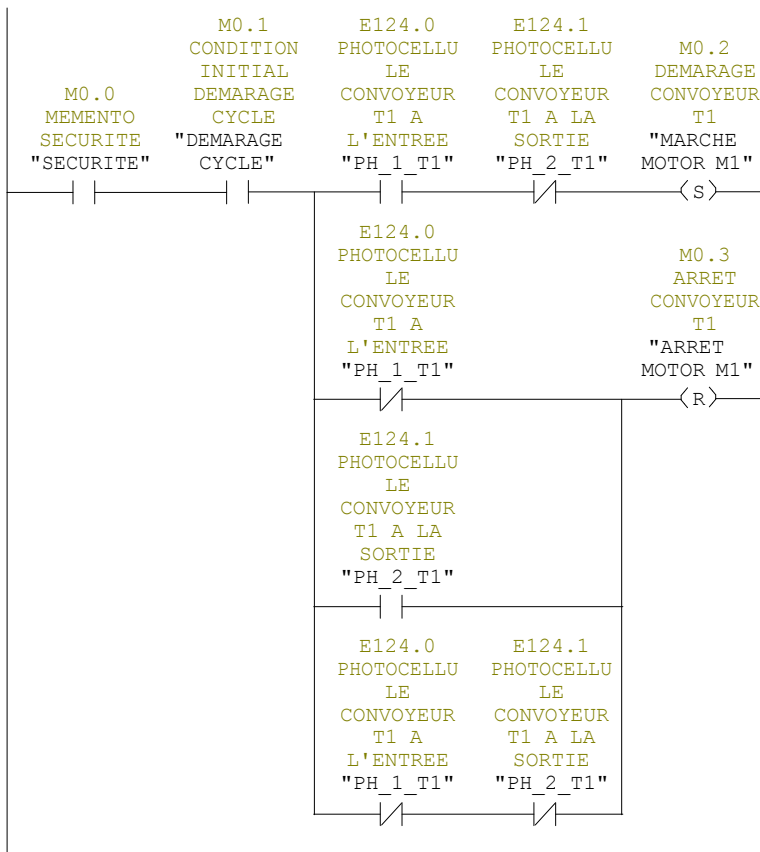 M0.0
MEMENTO
SECURITE
"SECURITE"
M0.1
CONDITION
INITIAL
DEMARAGE
CYCLE
"DEMARAGE
CYCLE"
E124.0
PHOTOCELLU
LE
CONVOYEUR
T1 A
L'ENTREE
"PH_1_T1"
E124.1
PHOTOCELLU
LE
CONVOYEUR
T1 A LA
SORTIE
"PH_2_T1"
M0.2
DEMARAGE
CONVOYEUR
T1
"MARCHE
MOTOR M1"
S
E124.0
PHOTOCELLU
LE
CONVOYEUR
T1 A
L'ENTREE
"PH_1_T1"
M0.3
ARRET
CONVOYEUR
T1
"ARRET
MOTOR M1"
R
E124.1
PHOTOCELLU
LE
CONVOYEUR
T1 A LA
SORTIE
"PH_2_T1"
E124.0
PHOTOCELLU
LE
CONVOYEUR
T1 A
L'ENTREE
"PH_1_T1"
E124.1
PHOTOCELLU
LE
CONVOYEUR
T1 A LA
SORTIE
"PH_2_T1"